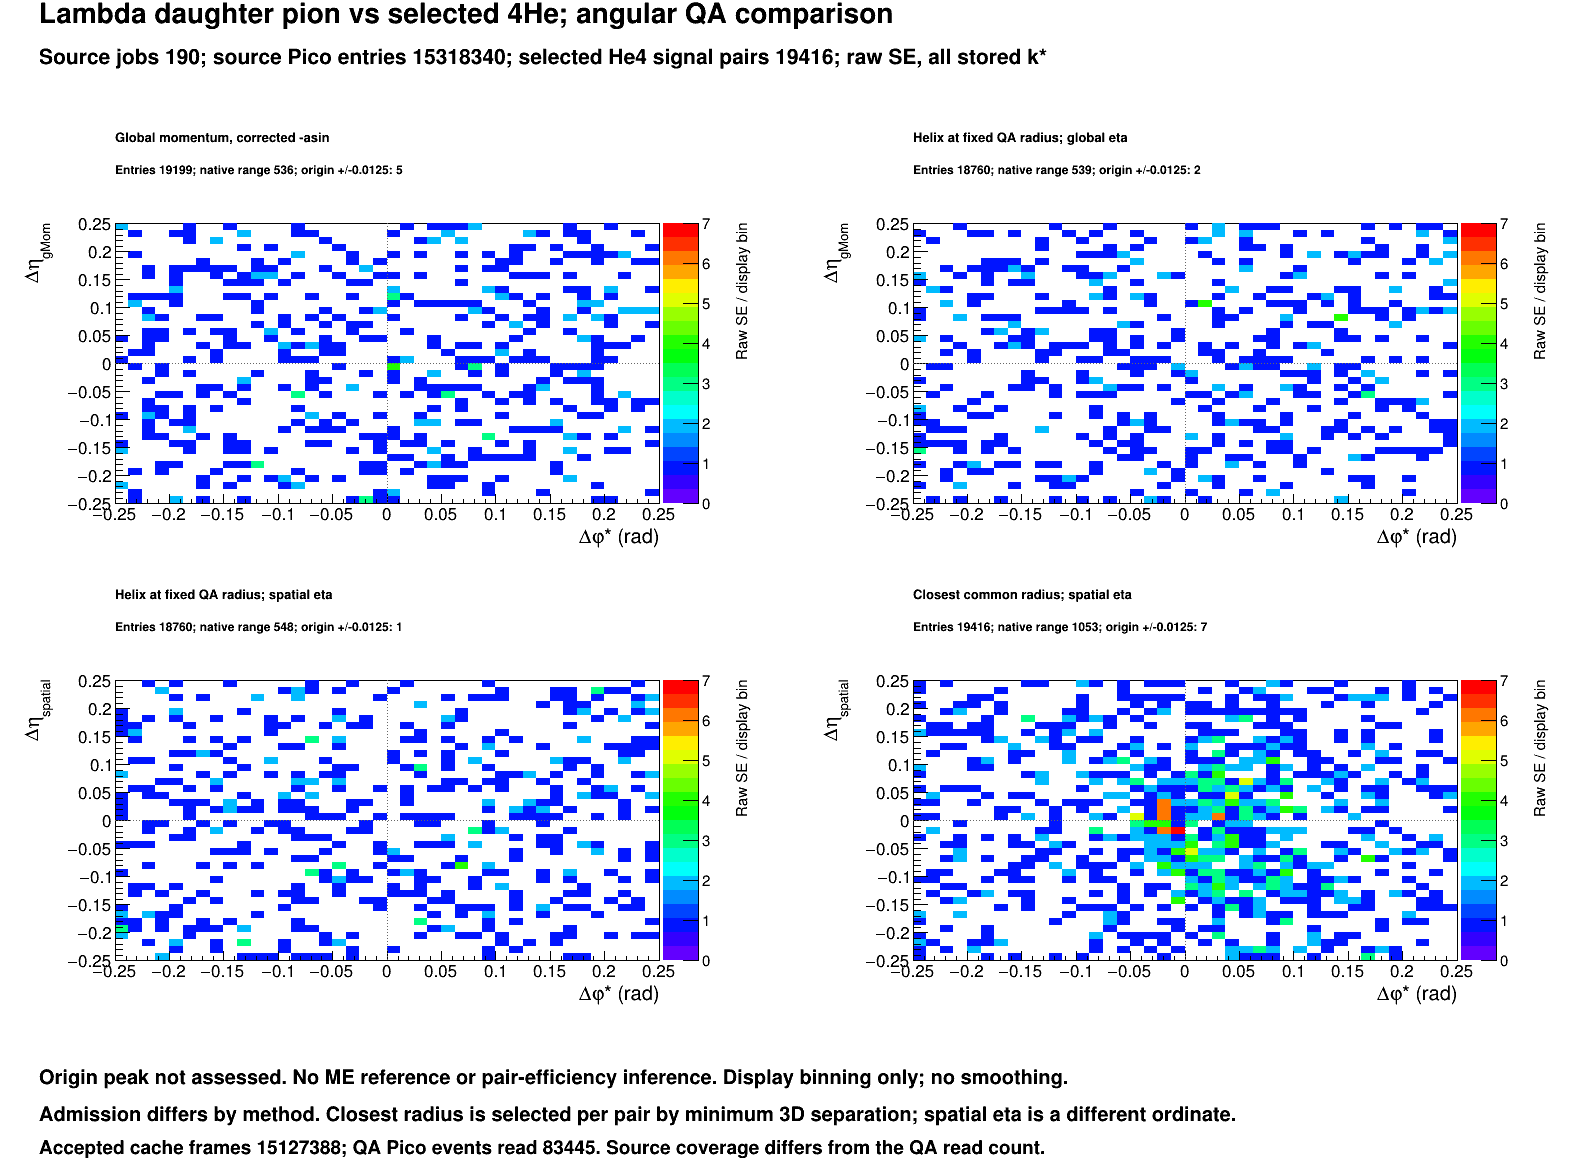 Lambda daughter pion vs selected 4He; angular QA comparison
Source jobs 190; source Pico entries 15318340; selected He4 signal pairs 19416; raw SE, all stored k*
Global momentum, corrected -asin
Entries 19199; native range 536; origin +/-0.0125: 5
Δη gMom
0.25
0.2
0.15
0.1
0.05
0
−0.05
−0.1
−0.15
−0.2
−0.25
−0.25 −0.2 −0.15 −0.1 −0.05 0 0.05 0.1 0.15 0.2 0.25
Δφ* (rad)
7
6
5
4
3
2
1
0
Raw SE / display bin
Helix at fixed QA radius; global eta
Entries 18760; native range 539; origin +/-0.0125: 2
Δη gMom
0.25
0.2
0.15
0.1
0.05
0
−0.05
−0.1
−0.15
−0.2
−0.25
−0.25 −0.2 −0.15 −0.1 −0.05 0 0.05 0.1 0.15 0.2 0.25
Δφ* (rad)
7
6
5
4
3
2
1
0
Raw SE / display bin
Helix at fixed QA radius; spatial eta
Entries 18760; native range 548; origin +/-0.0125: 1
Δη spatial
0.25
0.2
0.15
0.1
0.05
0
−0.05
−0.1
−0.15
−0.2
−0.25
−0.25 −0.2 −0.15 −0.1 −0.05 0 0.05 0.1 0.15 0.2 0.25
Δφ* (rad)
7
6
5
4
3
2
1
0
Raw SE / display bin
Closest common radius; spatial eta
Entries 19416; native range 1053; origin +/-0.0125: 7
Δη spatial
0.25
0.2
0.15
0.1
0.05
0
−0.05
−0.1
−0.15
−0.2
−0.25
−0.25 −0.2 −0.15 −0.1 −0.05 0 0.05 0.1 0.15 0.2 0.25
Δφ* (rad)
7
6
5
4
3
2
1
0
Raw SE / display bin
Origin peak not assessed. No ME reference or pair-efficiency inference. Display binning only; no smoothing.
Admission differs by method. Closest radius is selected per pair by minimum 3D separation; spatial eta is a different ordinate.
Accepted cache frames 15127388; QA Pico events read 83445. Source coverage differs from the QA read count.